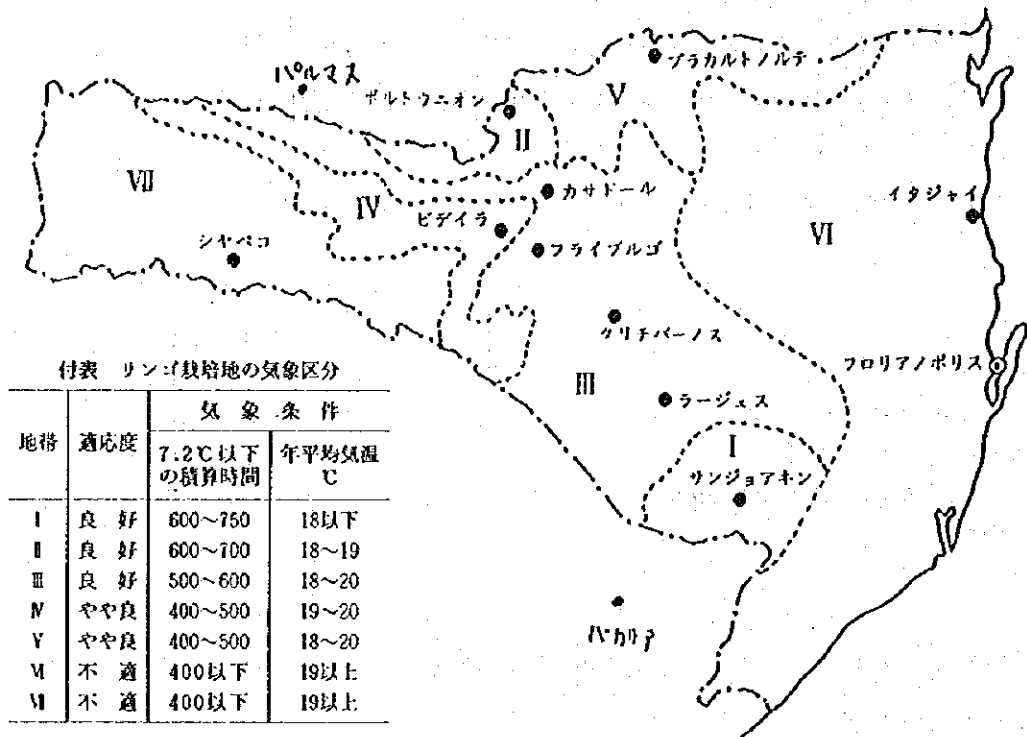 パルマス
ポルトウニオン
プラカルトノルテ
V
II
VII
IV
カサドール
イタジャイ
ビデイラ
VI
シヤペコ
フライブルゴ
クリチバーノス
フロリアノポリス
III
ラージェス
I
サンジョアキン
バカリア
付表 リンゴ栽培地の気象区分
地帯 適応度 気象条件
7.2℃以下の積算時間 年平均気温℃
I 良好 600~750 18以下
II 良好 600~700 18~19
III 良好 500~600 18~20
IV やや良 400~500 19~20
V やや良 400~500 18~20
VI 不適 400以下 19以上
VI 不適 400以下 19以上